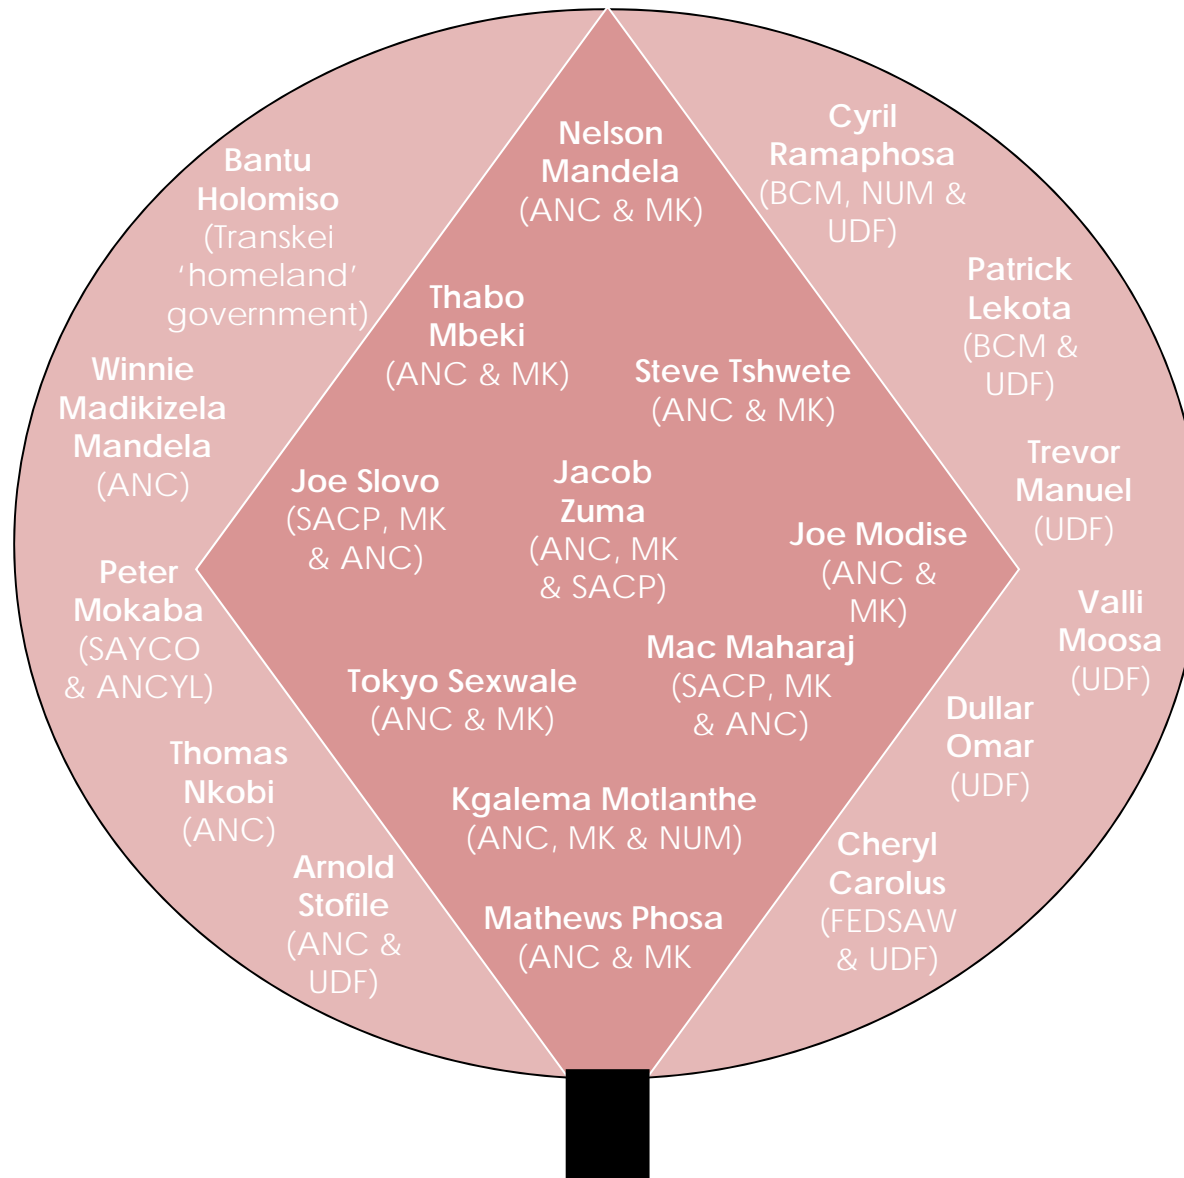 Nelson
Mandela
(ANC & MK)
Cyril
Ramaphosa
(BCM, NUM &
UDF)
Bantu
Holomiso
(Transkei
‘homeland’
government)
Patrick
Lekota
(BCM &
UDF)
Thabo
Mbeki
(ANC & MK)
Steve Tshwete
(ANC & MK)
Winnie
Madikizela
Mandela
(ANC)
Trevor
Manuel
(UDF)
Joe Slovo
(SACP, MK
& ANC)
Jacob
Zuma
(ANC, MK
& SACP)
Joe Modise
(ANC &
MK)
Peter
Mokaba
(SAYCO
& ANCYL)
Valli
Moosa
(UDF)
Mac Maharaj
(SACP, MK
& ANC)
Tokyo Sexwale
(ANC & MK)
Dullar
Omar
(UDF)
Thomas
Nkobi
(ANC)
Kgalema Motlanthe
(ANC, MK & NUM)
Cheryl
Carolus
(FEDSAW
& UDF)
Arnold
Stofile
(ANC &
UDF)
Mathews Phosa
(ANC & MK